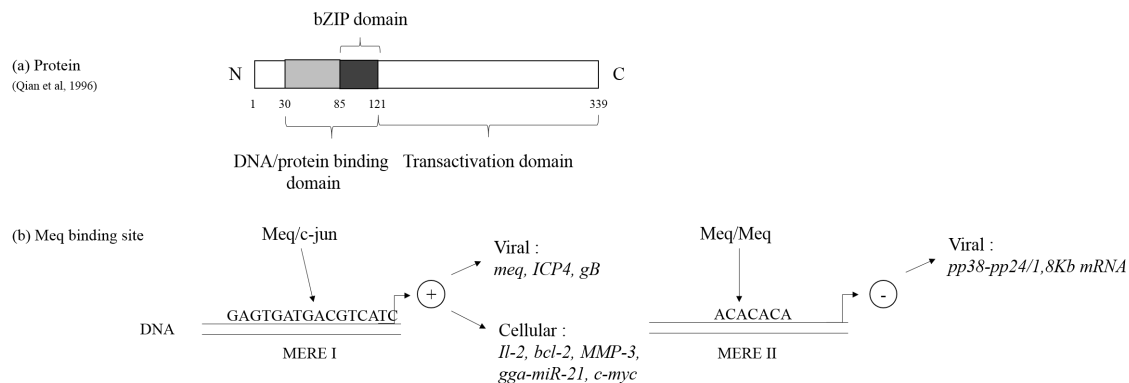 bZIP domain
(a) Protein
(Qian et al, 1996)
N
C
1
30
85
121
339
DNA/protein binding
domain
Transactivation domain
(b) Meq binding site
Meq/c-jun
Viral :
meq, ICP4, gB
+
DNA
GAGTGATGACGTCATC
MERE I
Cellular :
Il-2, bcl-2, MMP-3,
gga-miR-21, c-myc
Meq/Meq
Viral :
pp38-pp24/1,8Kb mRNA
-
ACACACA
MERE II